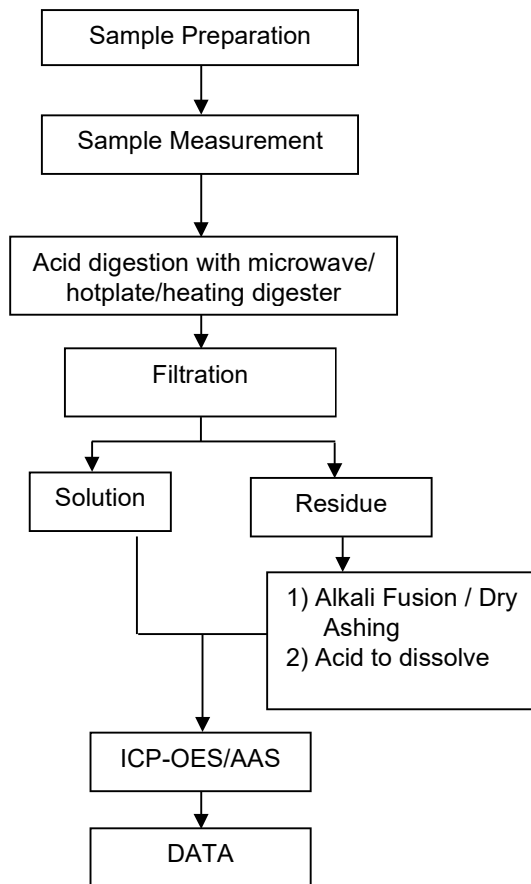 Sample Preparation
Sample Measurement
Acid digestion with microwave/
hotplate/heating digester
Filtration
Solution
Residue
1) Alkali Fusion / Dry
Ashing
2) Acid to dissolve
ICP-OES/AAS
DATA